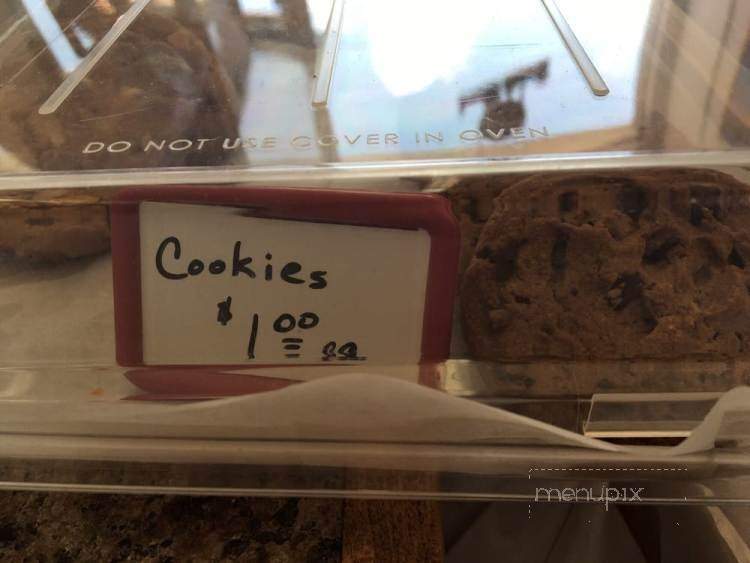 DO NOT USE COVER IN OVEN
Cookies
$1.00 ea
menupix